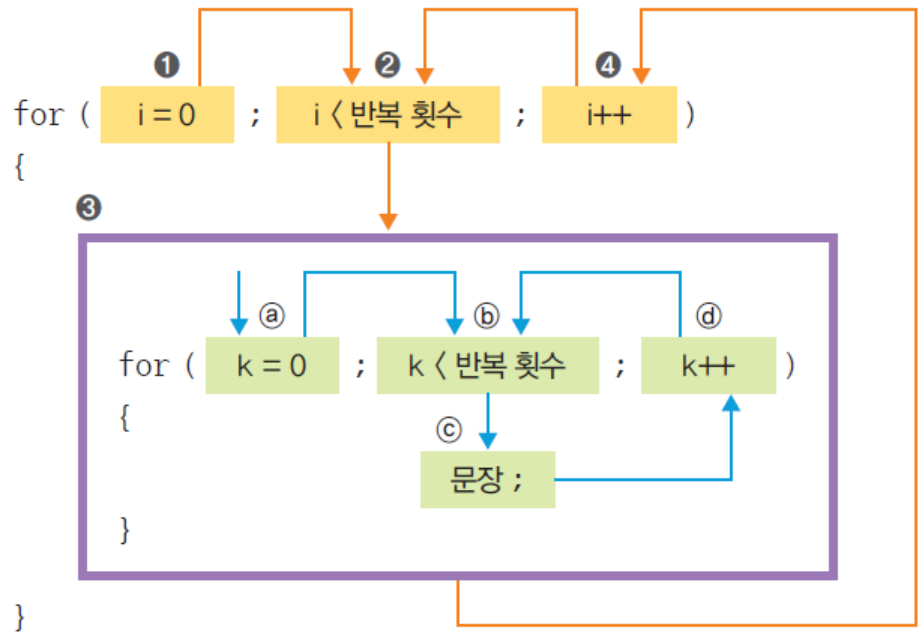 ❶ ❷ ❹
for ( i = 0 ; i < 반복 횟수 ; i++ )
{
❸
ⓐ ⓑ ⓓ
for ( k = 0 ; k < 반복 횟수 ; k++ )
{
ⓒ
문장 ;
}
}